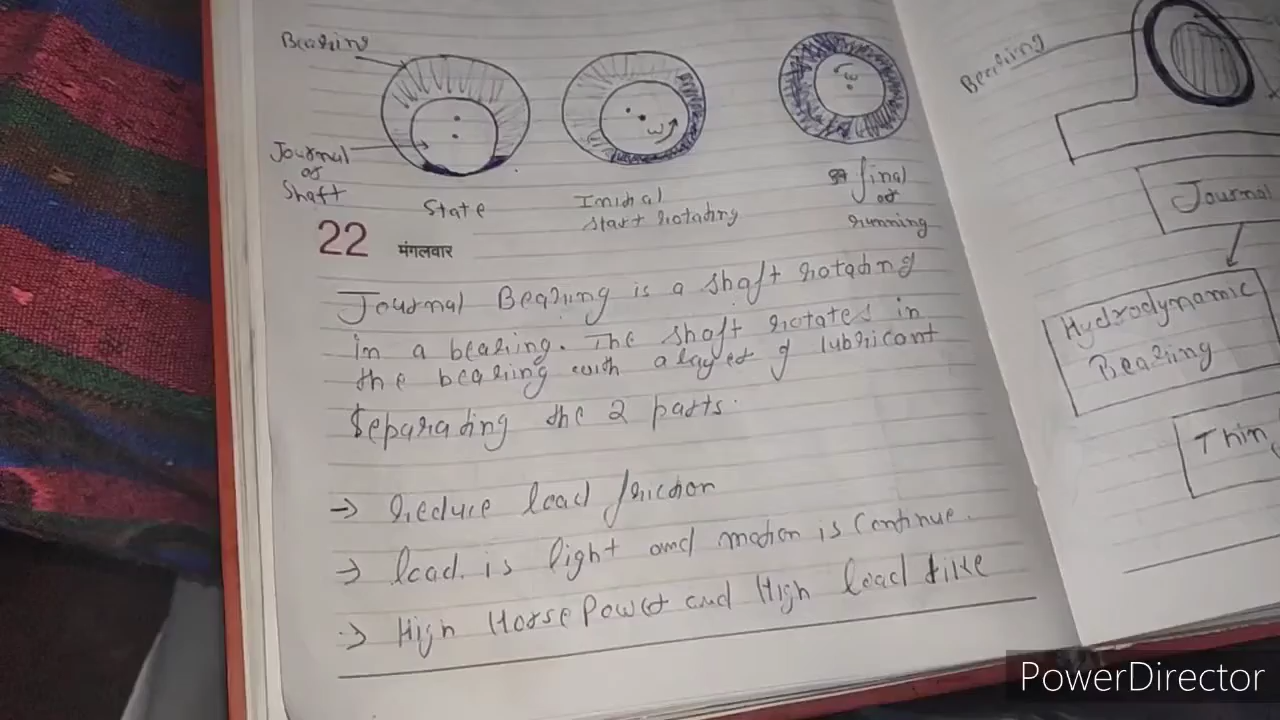 Bearing
Journal
or
Shaft
State
Initial
start rotating
final
or
running
ω
ω
22 मंगलवार
Journal Bearing is a shaft rotating
in a bearing. The shaft rotates in
the bearing with a layer of lubricant
Separating the 2 parts.
→ Reduce load friction
→ load is light and motion is continue.
→ High Horse Power and High load
Bearing
Journal
Hydrodynamic
Bearing
Thin
PowerDirector